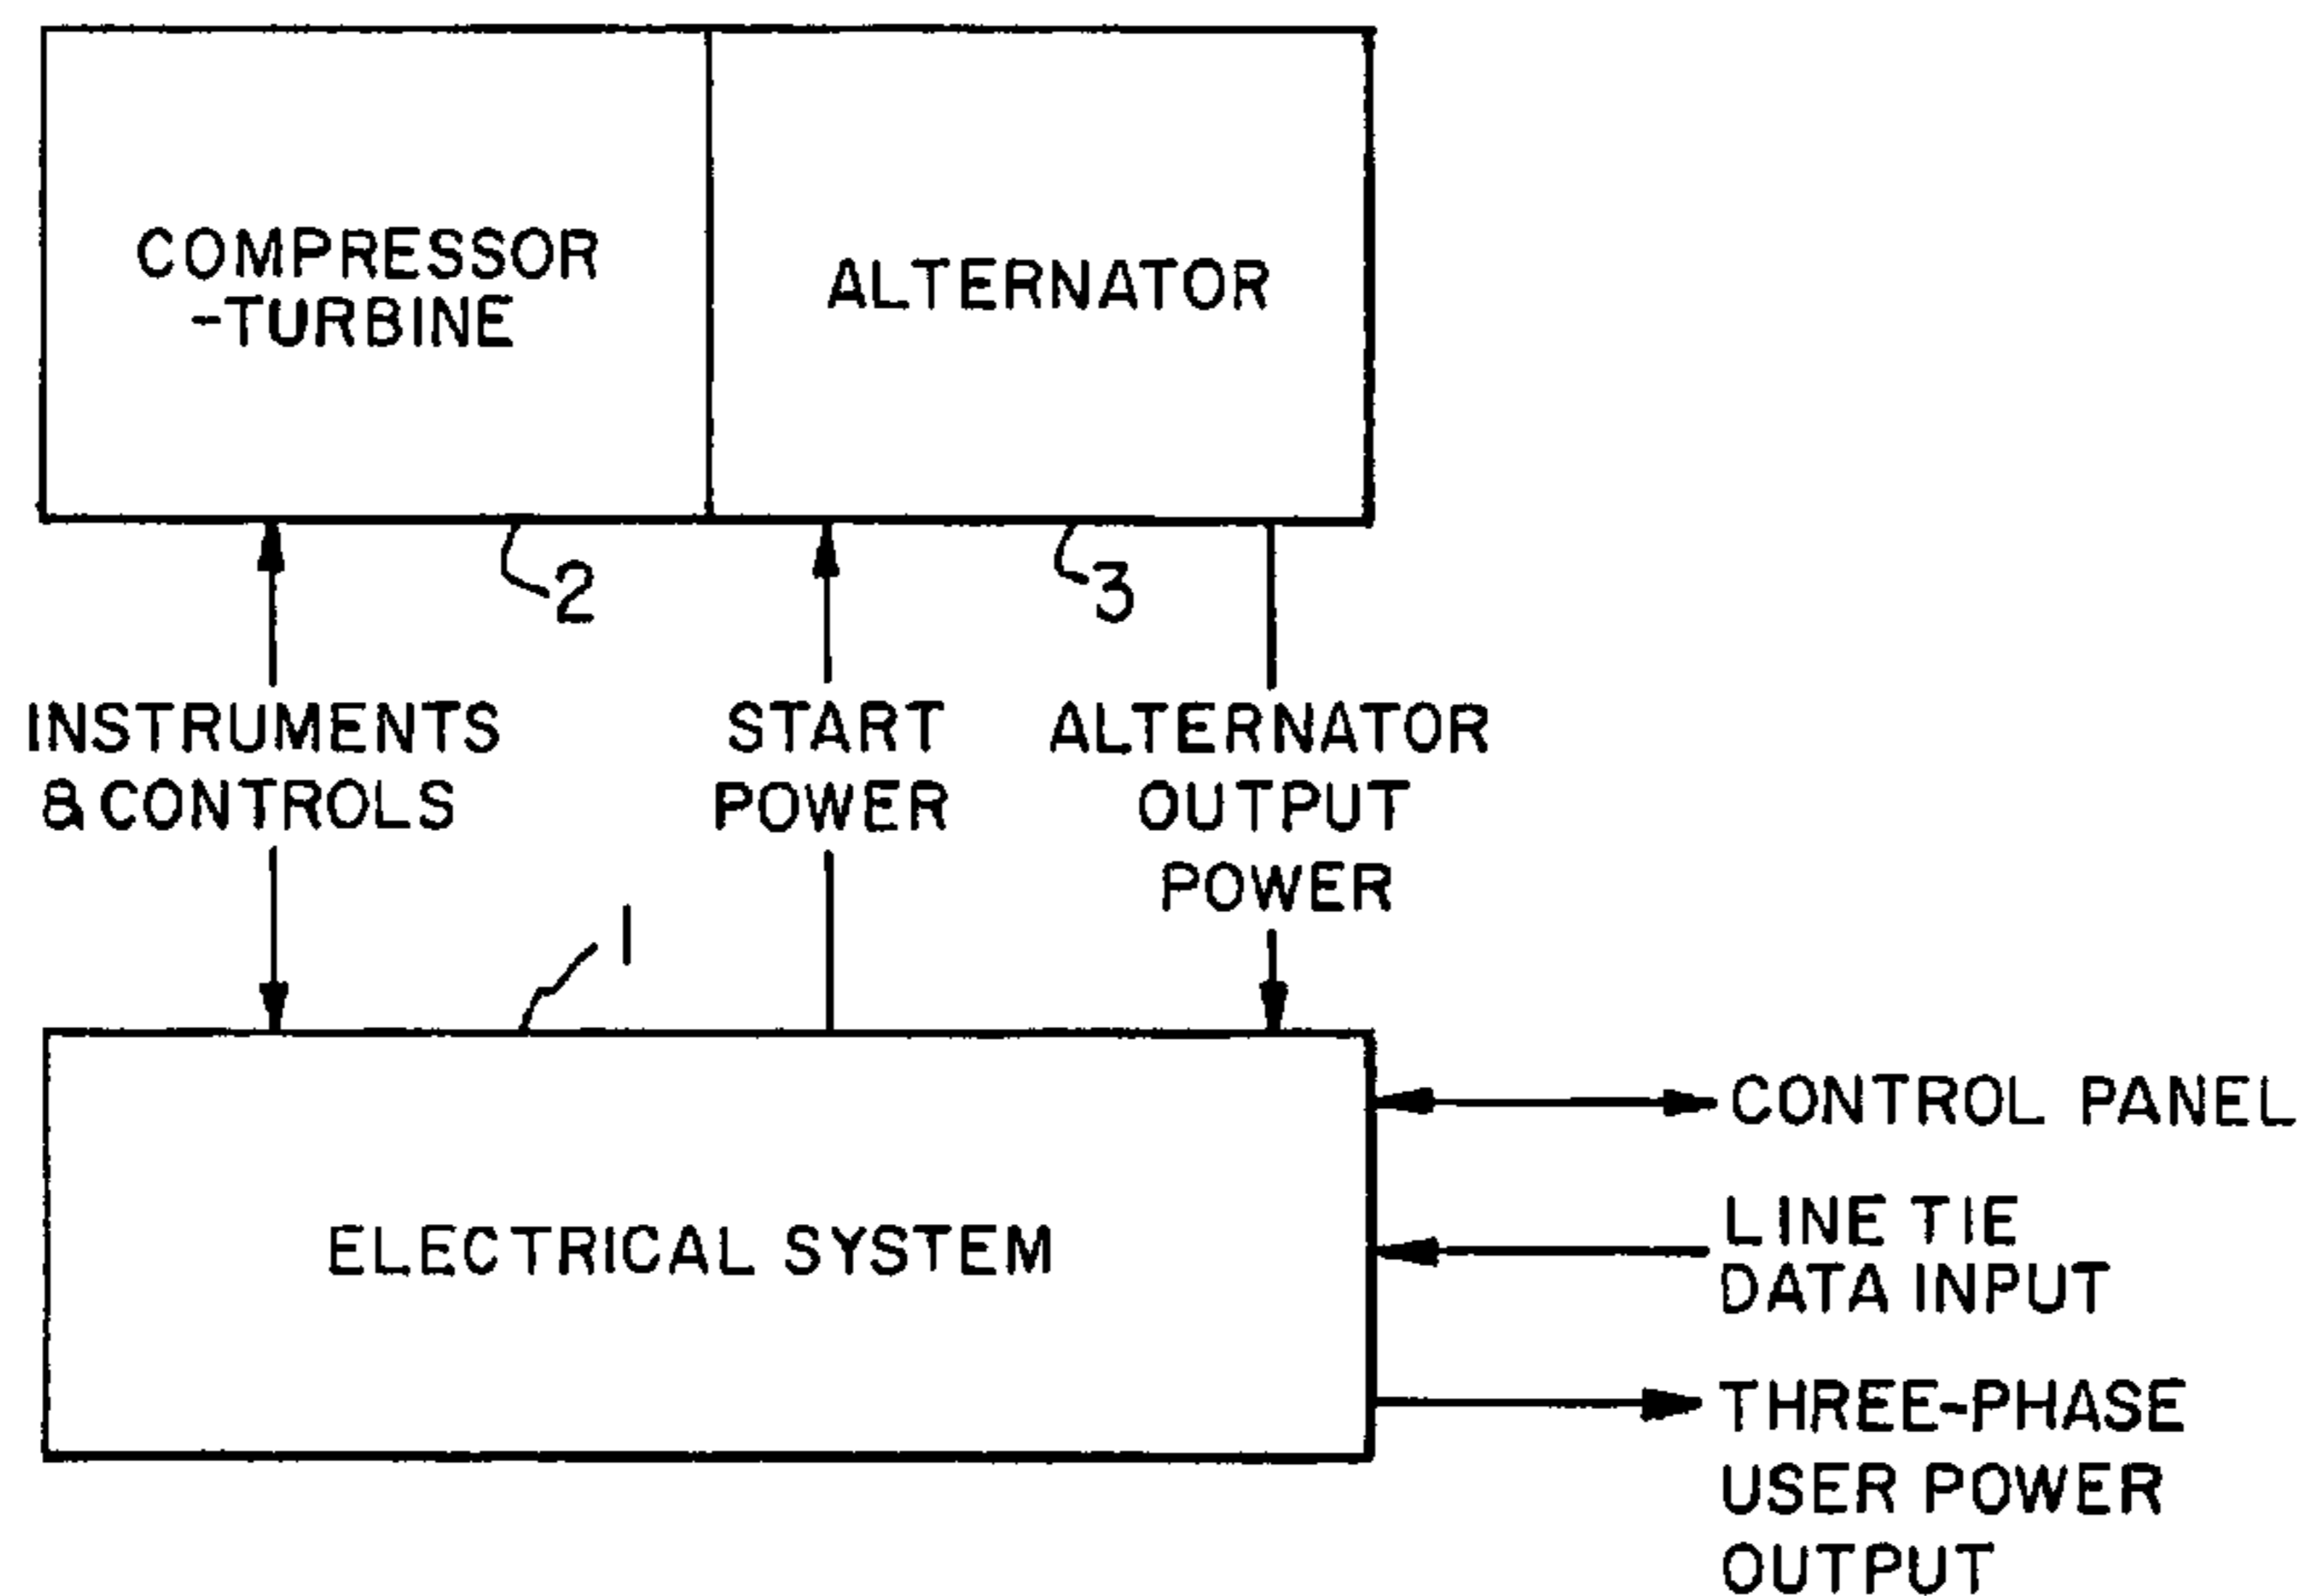 COMPRESSOR
-TURBINE
ALTERNATOR
2
3
INSTRUMENTS
& CONTROLS
START
POWER
ALTERNATOR
OUTPUT
POWER
1
ELECTRICAL SYSTEM
CONTROL PANEL
LINE TIE
DATA INPUT
THREE-PHASE
USER POWER
OUTPUT